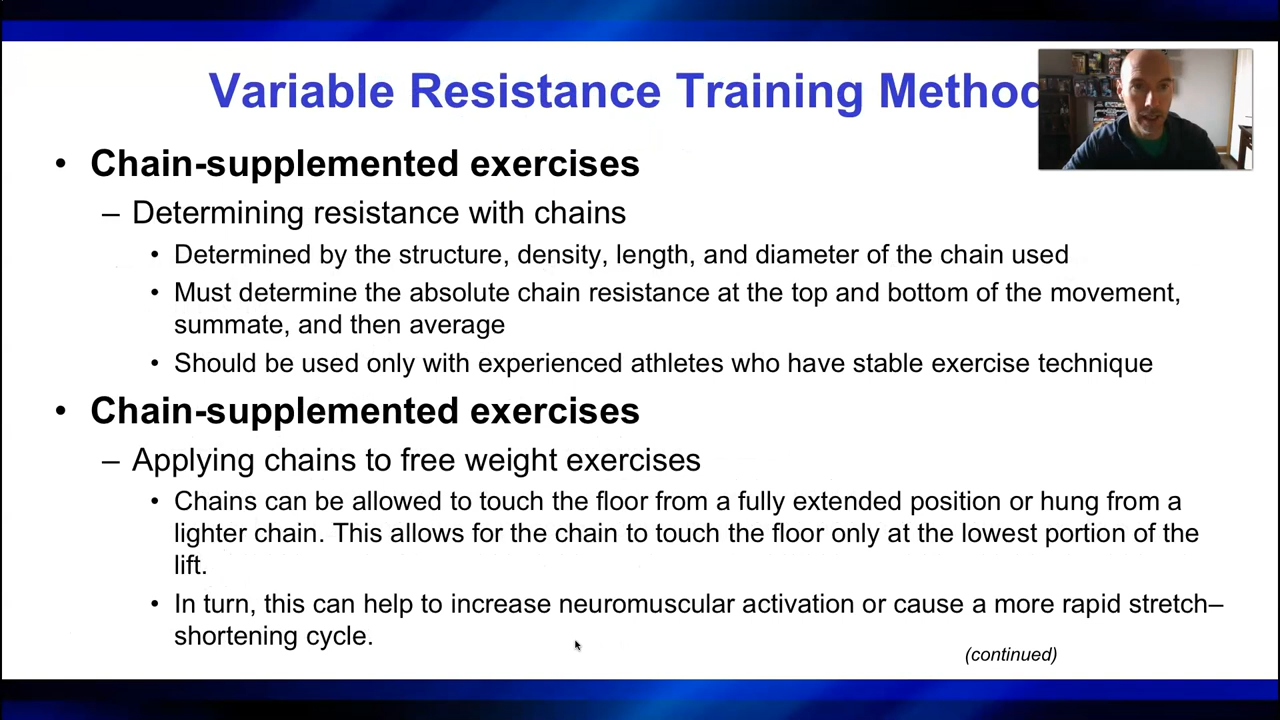 Variable Resistance Training Method
• Chain-supplemented exercises
– Determining resistance with chains
• Determined by the structure, density, length, and diameter of the chain used
• Must determine the absolute chain resistance at the top and bottom of the movement,
summate, and then average
• Should be used only with experienced athletes who have stable exercise technique
• Chain-supplemented exercises
– Applying chains to free weight exercises
• Chains can be allowed to touch the floor from a fully extended position or hung from a
lighter chain. This allows for the chain to touch the floor only at the lowest portion of the
lift.
• In turn, this can help to increase neuromuscular activation or cause a more rapid stretch–
shortening cycle.
(continued)